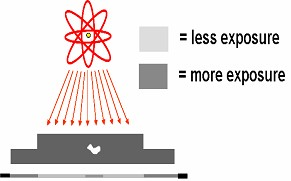 = less exposure
= more exposure